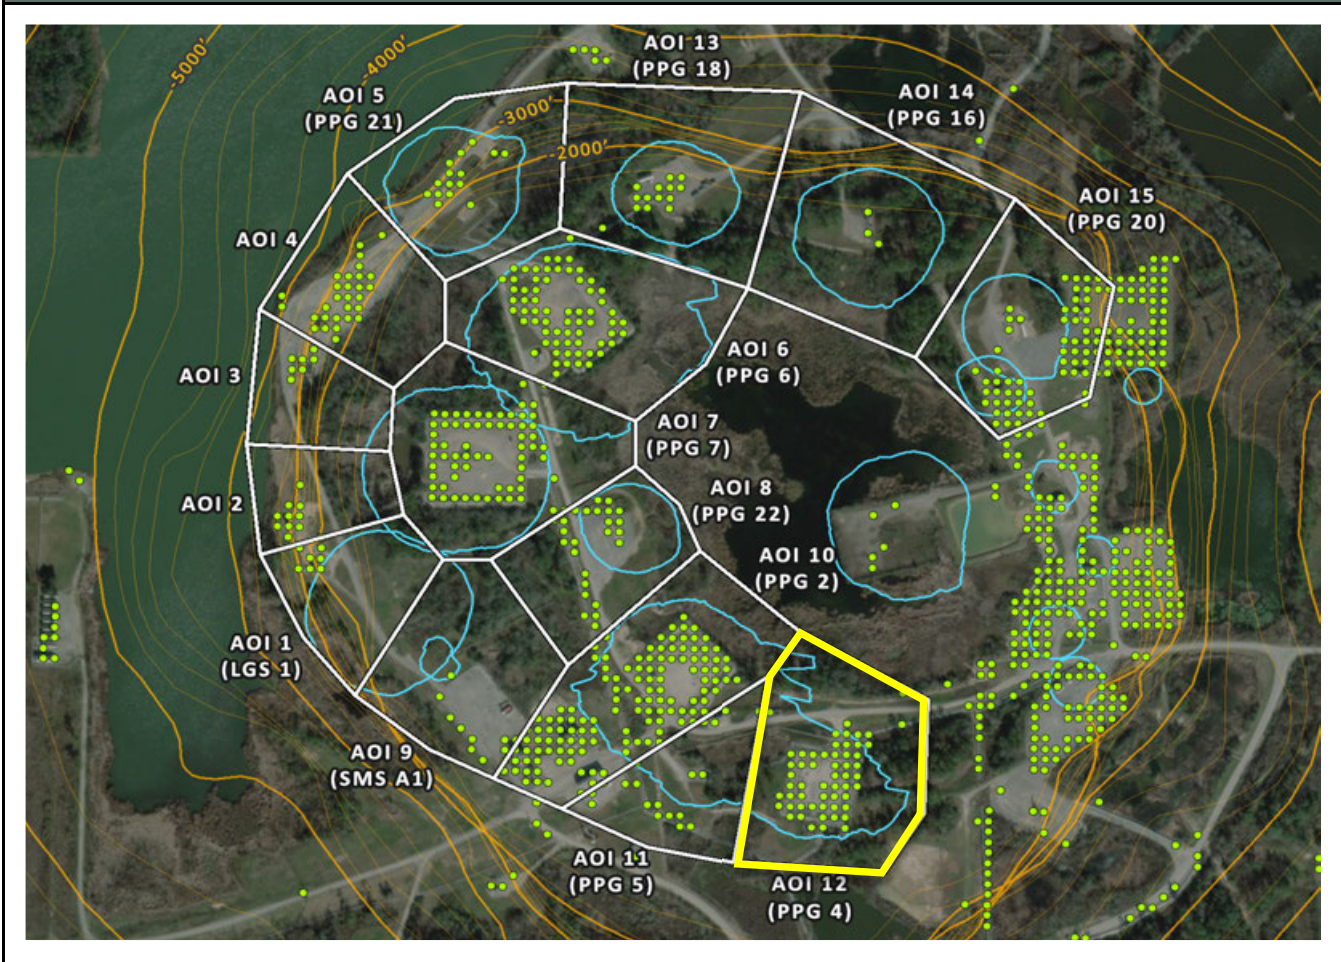 -5000'
-4000'
AOI 13
(PPG 18)
AOI 5
(PPG 21)
-3000'
AOI 14
(PPG 16)
-2000'
AOI 15
(PPG 20)
AOI 4
AOI 6
(PPG 6)
AOI 3
AOI 7
(PPG 7)
AOI 2
AOI 8
(PPG 22)
AOI 10
(PPG 2)
AOI 1
(LGS 1)
AOI 9
(SMS A1)
AOI 11
(PPG 5)
AOI 12
(PPG 4)